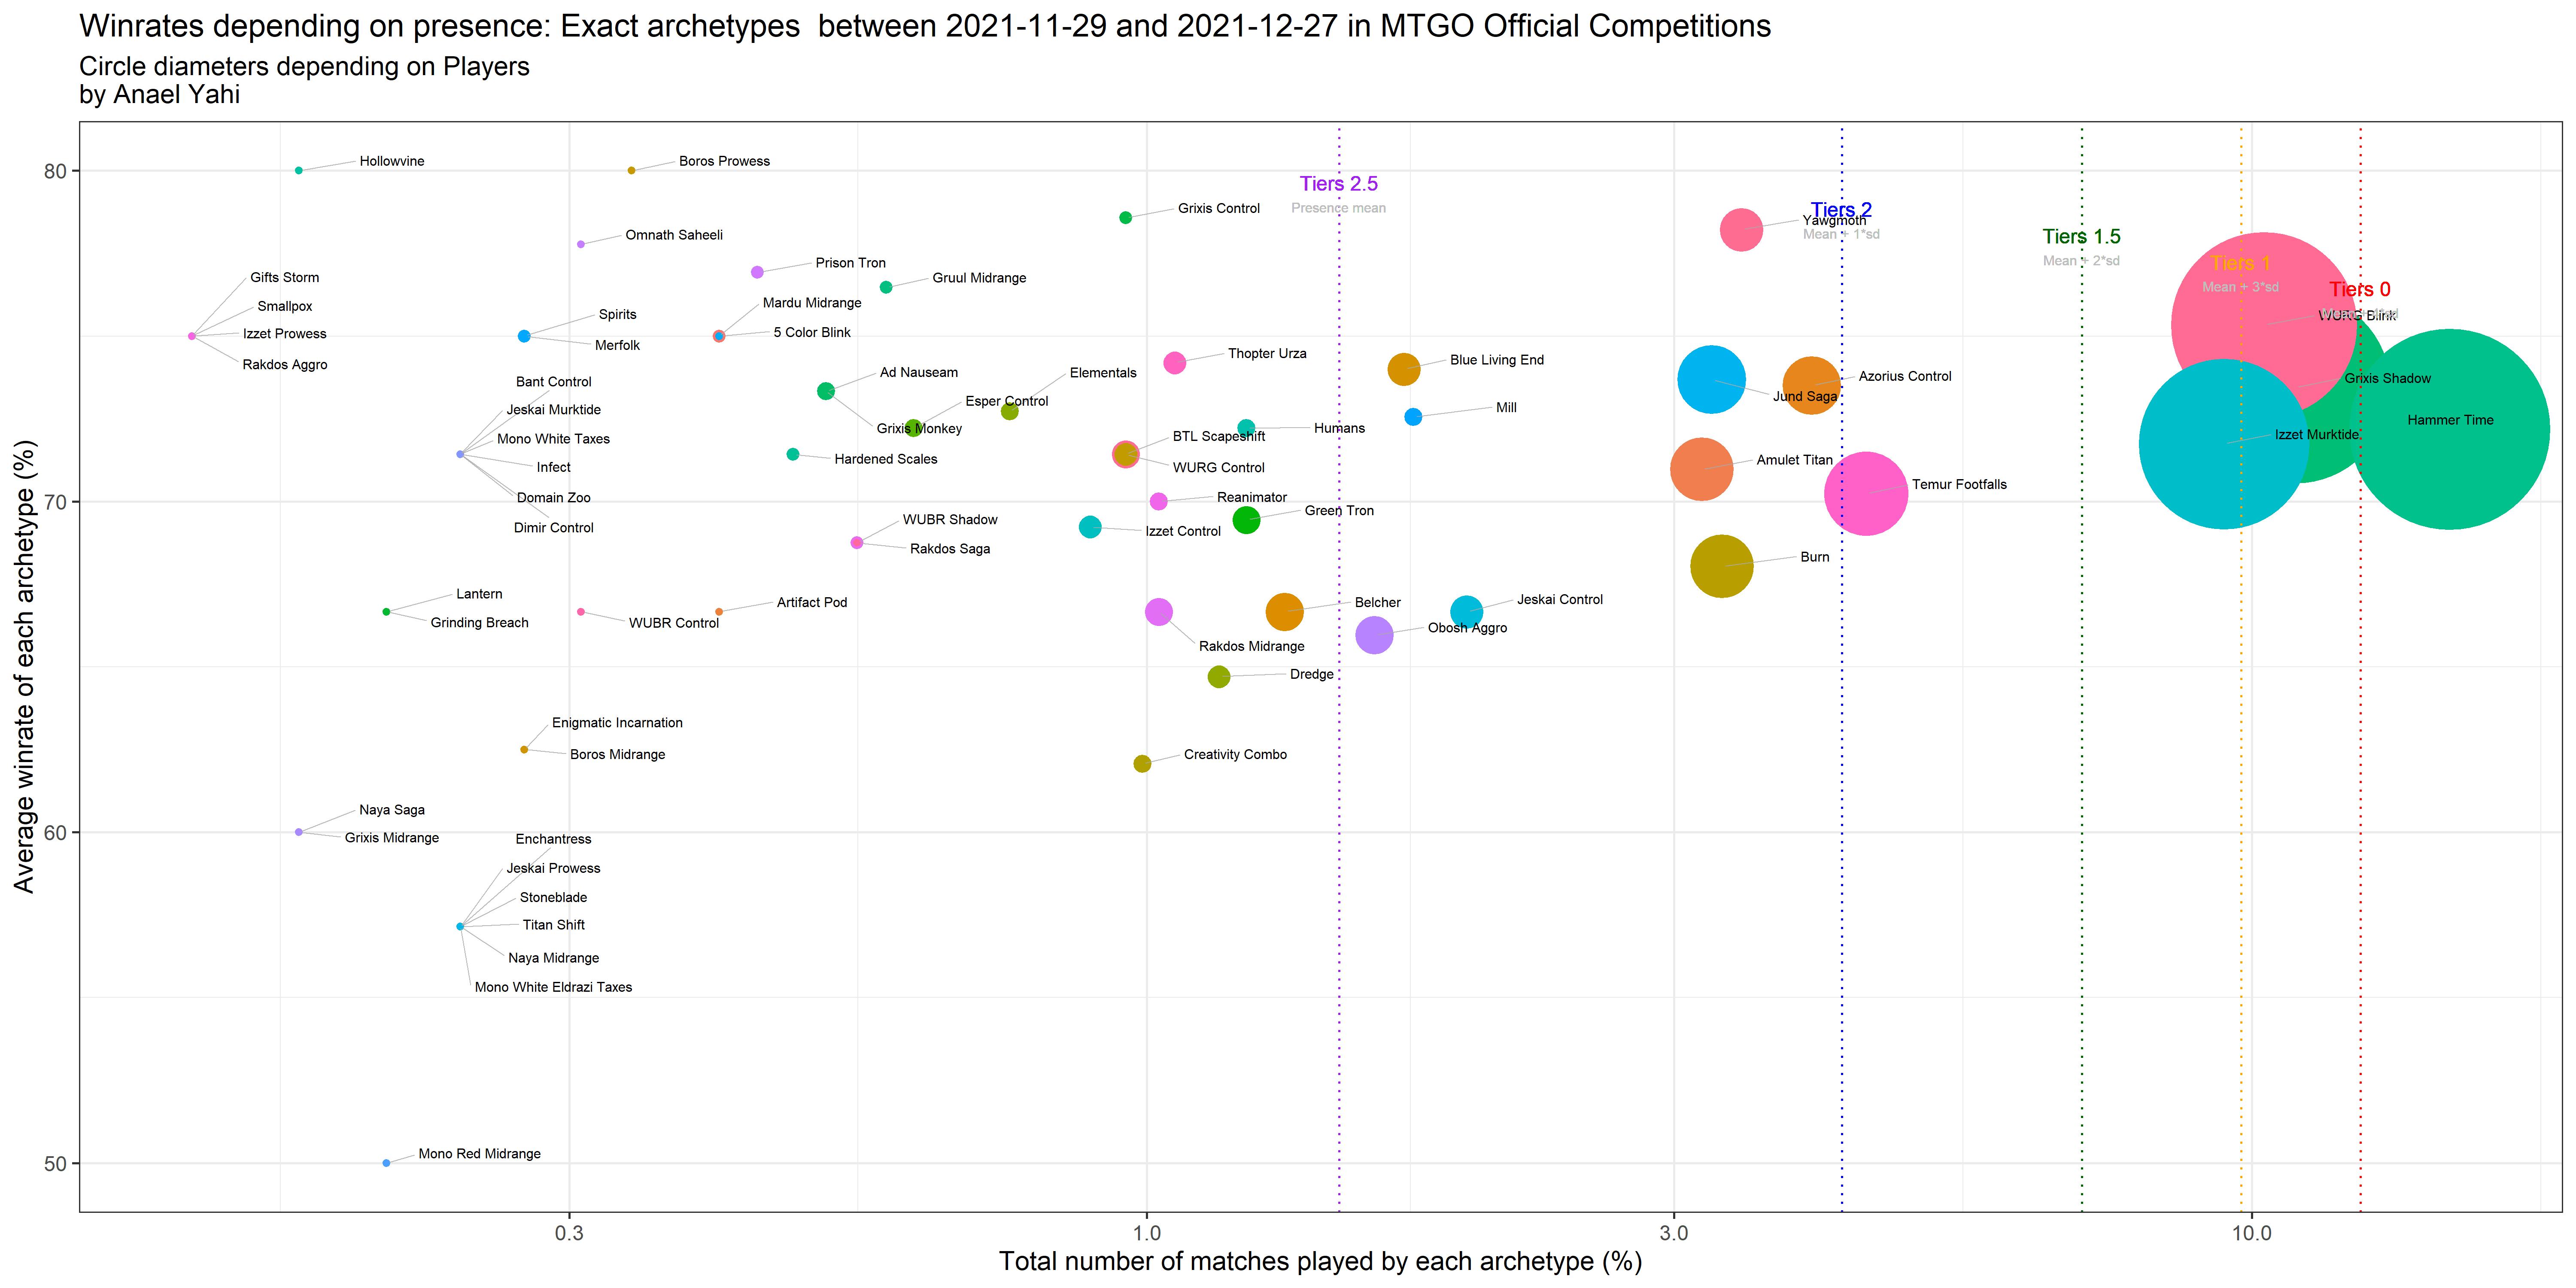 Winrates depending on presence: Exact archetypes  between 2021-11-29 and 2021-12-27 in MTGO Official Competitions
Circle diameters depending on Players
by Anael Yahi
Average winrate of each archetype (%)
80
70
60
50
Hollowvine
Boros Prowess
Grixis Control
Tiers 2.5
Presence mean
Tiers 2
Yawgmoth
Mean + 1*sd
Tiers 1.5
Mean + 2*sd
Tiers 1
Mean + 3*sd
Tiers 0
WURG Blink
Omnath Saheeli
Prison Tron
Gruul Midrange
Gifts Storm
Smallpox
Izzet Prowess
Rakdos Aggro
Spirits
Merfolk
Mardu Midrange
5 Color Blink
Thopter Urza
Blue Living End
Azorius Control
Jund Saga
Grixis Shadow
Hammer Time
Izzet Murktide
Bant Control
Jeskai Murktide
Mono White Taxes
Infect
Domain Zoo
Dimir Control
Ad Nauseam
Grixis Monkey
Elementals
Esper Control
Mill
Humans
Hardened Scales
BTL Scapeshift
WURG Control
Amulet Titan
Temur Footfalls
Reanimator
Green Tron
WUBR Shadow
Rakdos Saga
Izzet Control
Burn
Lantern
Grinding Breach
WUBR Control
Artifact Pod
Rakdos Midrange
Belcher
Jeskai Control
Obosh Aggro
Dredge
Enigmatic Incarnation
Boros Midrange
Creativity Combo
Naya Saga
Grixis Midrange
Enchantress
Jeskai Prowess
Stoneblade
Titan Shift
Naya Midrange
Mono White Eldrazi Taxes
Mono Red Midrange
0.3
1.0
3.0
10.0
Total number of matches played by each archetype (%)